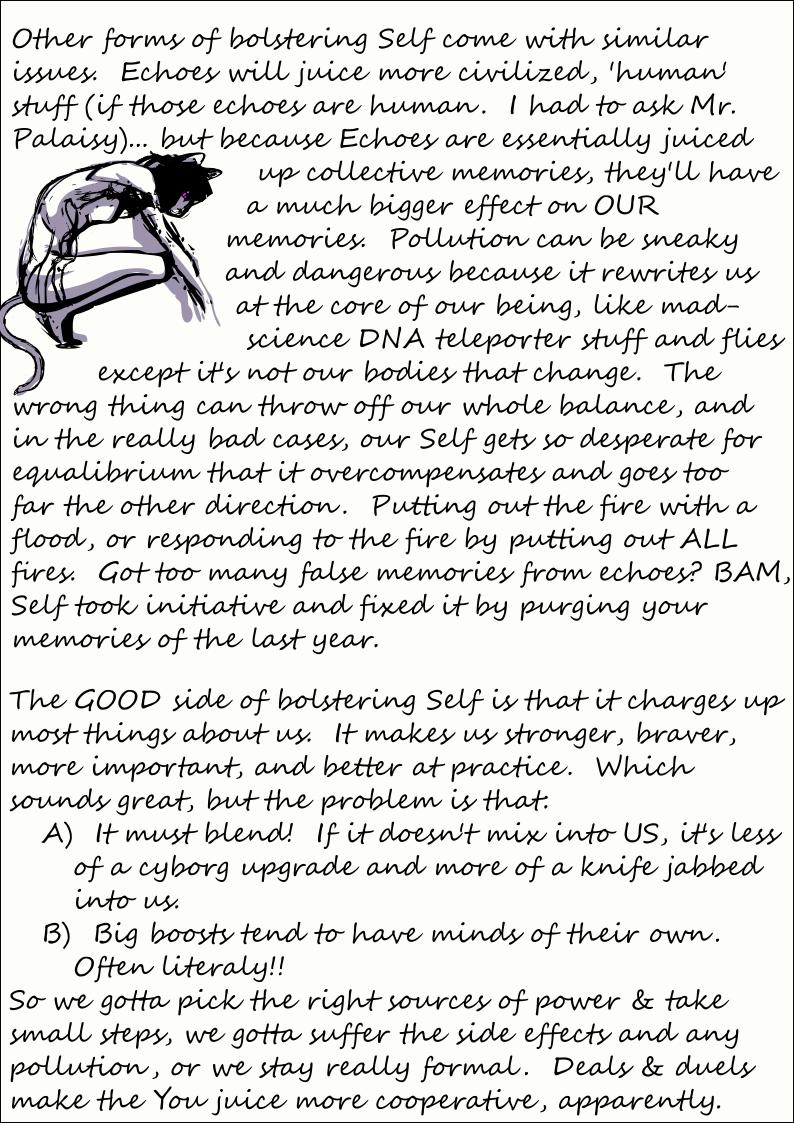 Other forms of bolstering Self come with similar
issues.  Echoes will juice more civilized, 'human'
stuff (if those echoes are human.  I had to ask Mr.
Palaisy)... but because Echoes are essentially juiced
up collective memories, they'll have
a much bigger effect on OUR
memories.  Pollution can be sneaky
and dangerous because it rewrites us
at the core of our being, like mad-
science DNA teleporter stuff and flies
except it's not our bodies that change.  The
wrong thing can throw off our whole balance, and
in the really bad cases, our Self gets so desperate for
equalibrium that it overcompensates and goes too
far the other direction.  Putting out the fire with a
flood, or responding to the fire by putting out ALL
fires.  Got too many false memories from echoes? BAM,
Self took initiative and fixed it by purging your
memories of the last year.
The GOOD side of bolstering Self is that it charges up
most things about us.  It makes us stronger, braver,
more important, and better at practice.  Which
sounds great, but the problem is that:
A)  It must blend!  If it doesn't mix into US, it's less
of a cyborg upgrade and more of a knife jabbed
into us.
B)  Big boosts tend to have minds of their own.
Often literaly!!
So we gotta pick the right sources of power & take
small steps, we gotta suffer the side effects and any
pollution, or we stay really formal.  Deals & duels
make the You juice more cooperative, apparently.